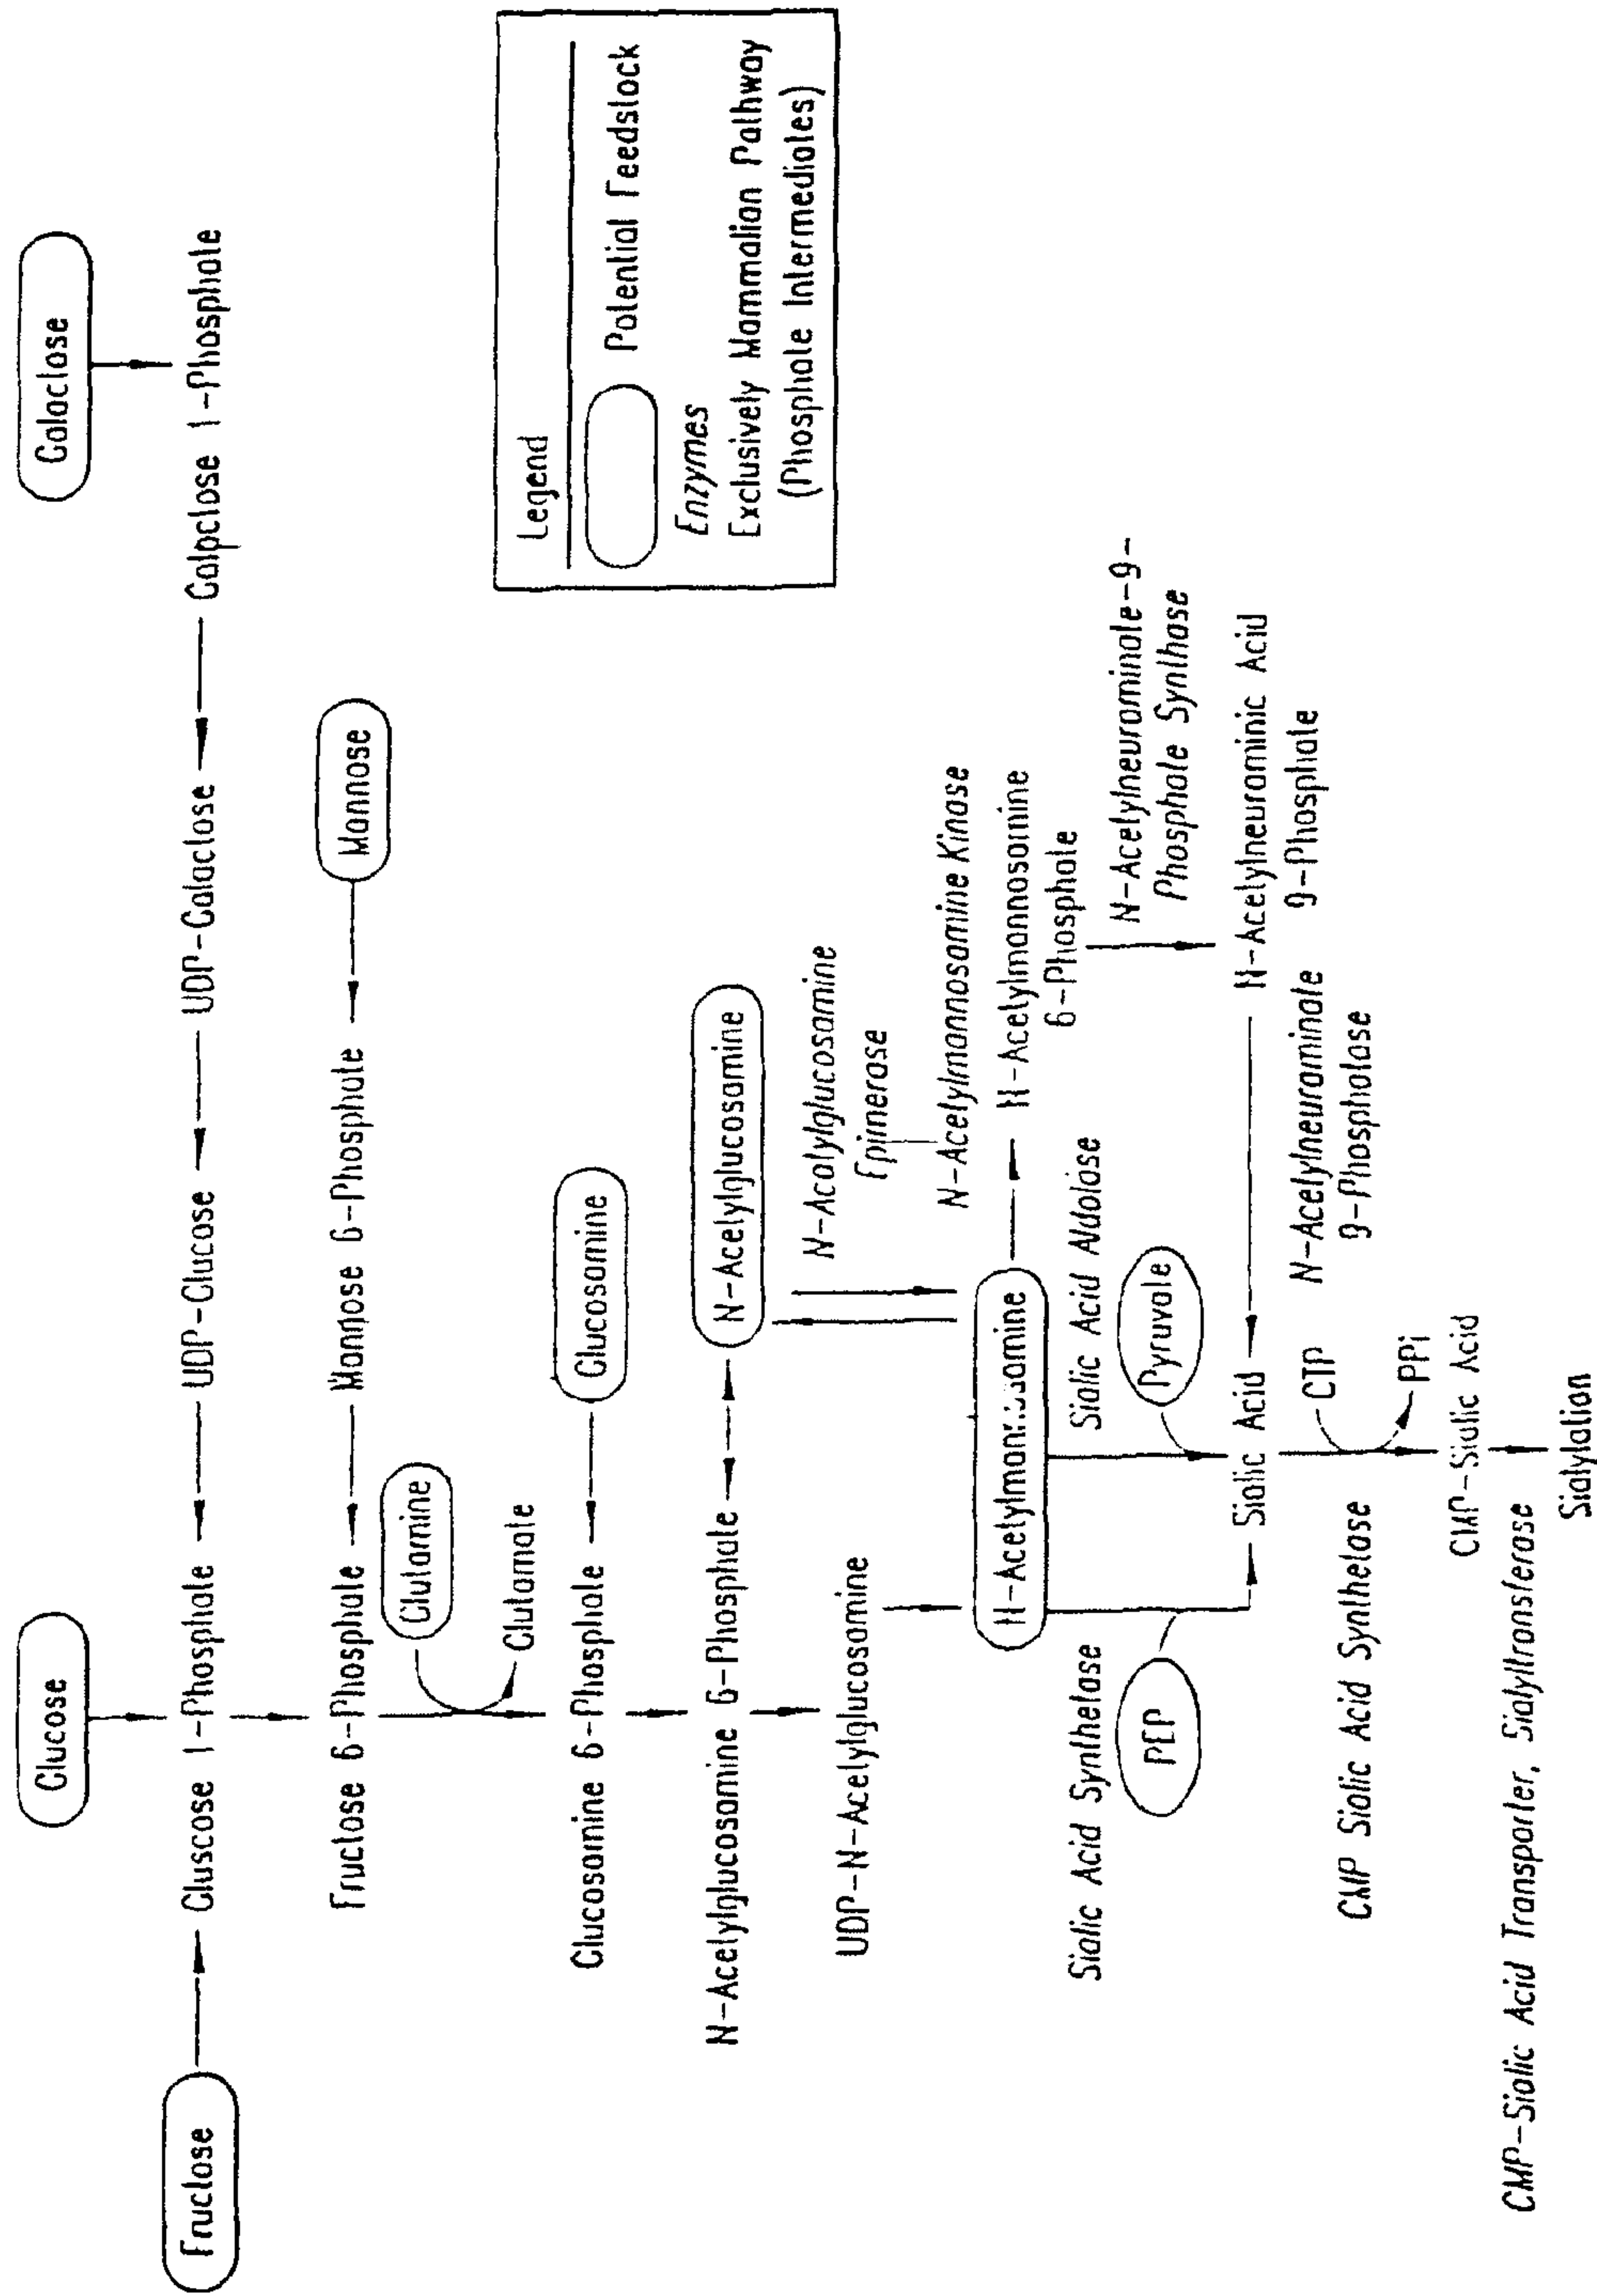 Glucose
Galactose
Fructose
Gluscose 1-Phosphate
UDP-Glucose
UDP-Galactose
Galactose 1-Phosphate
Fructose 6-Phosphate
Mannose 6-Phosphate
Mannose
Glutamine
Glutamate
Glucosamine 6-Phosphate
Glucosamine
N-Acetylglucosamine 6-Phosphate
N-Acetylglucosamine
UDP-N-Acetylglucosamine
N-Acetylglucosamine
Epimerase
N-Acetylmannosamine Kinase
N-Acetylmannosamine
N-Acetylmannosamine
6-Phosphate
Sialic Acid Synthetase
Sialic Acid Aldolase
PEP
Pyruvate
N-Acetylneuraminate-9-
Phosphate Synthase
Sialic Acid
N-Acetylneuraminic Acid
9-Phosphate
N-Acetylneuraminate
9-Phosphatase
CMP Sialic Acid Synthetase
CTP
PPi
CMP-Sialic Acid
CMP-Sialic Acid Transporter, Sialyltransferase
Sialylation
Legend
Potential Feedstock
Enzymes
Exclusively Mammalian Pathway
(Phosphate Intermediates)